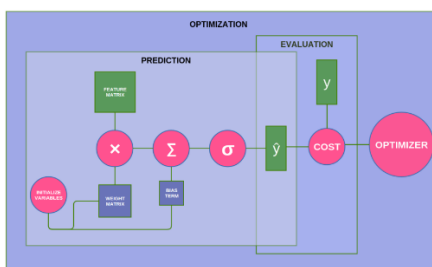 OPTIMIZATION
EVALUATION
PREDICTION
FEATURE
MATRIX
y
×
Σ
σ
ŷ
COST
OPTIMIZER
INITIALIZE
VARIABLES
WEIGHT
MATRIX
BIAS
TERM